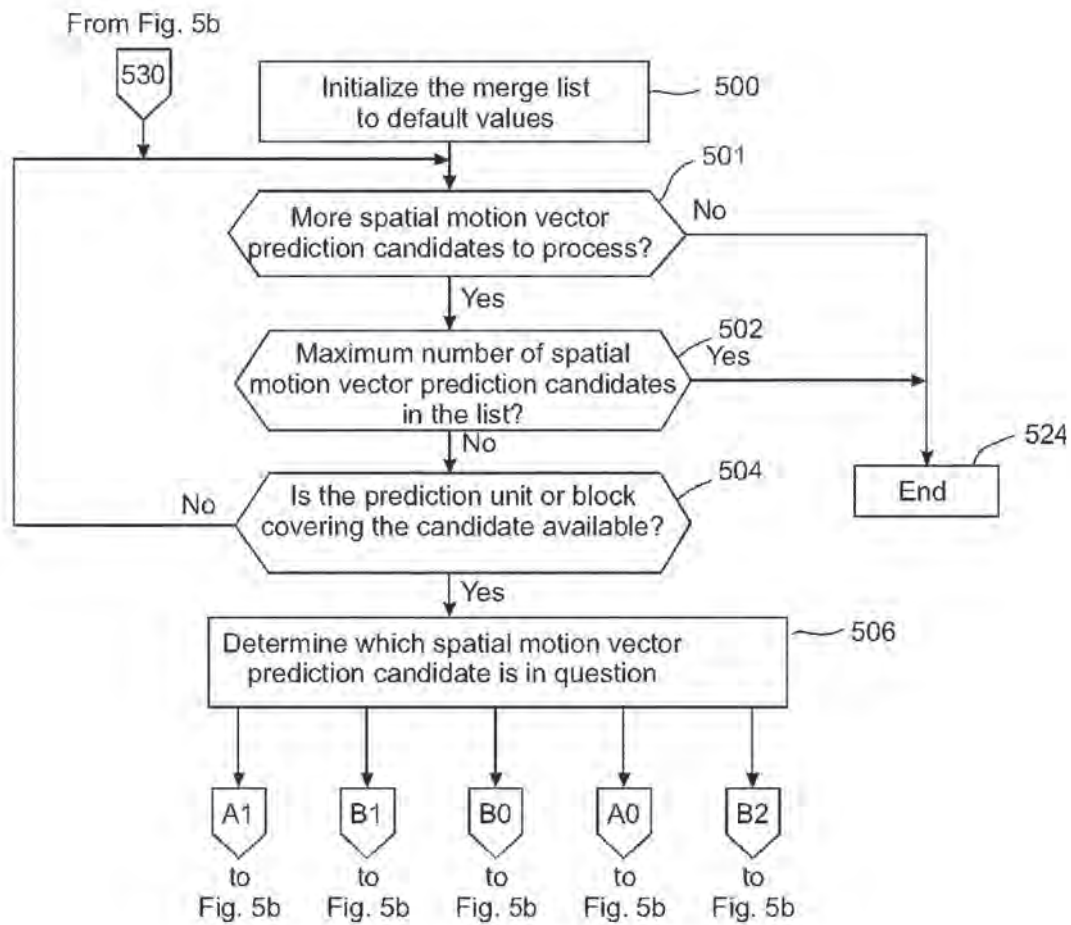 From Fig. 5b
530
Initialize the merge list
to default values
500
501
More spatial motion vector
prediction candidates to process?
No
Yes
502
Maximum number of spatial
motion vector prediction candidates
in the list?
Yes
No
504
524
End
Is the prediction unit or block
covering the candidate available?
No
Yes
506
Determine which spatial motion vector
prediction candidate is in question
A1
B1
B0
A0
B2
to
Fig. 5b
to
Fig. 5b
to
Fig. 5b
to
Fig. 5b
to
Fig. 5b